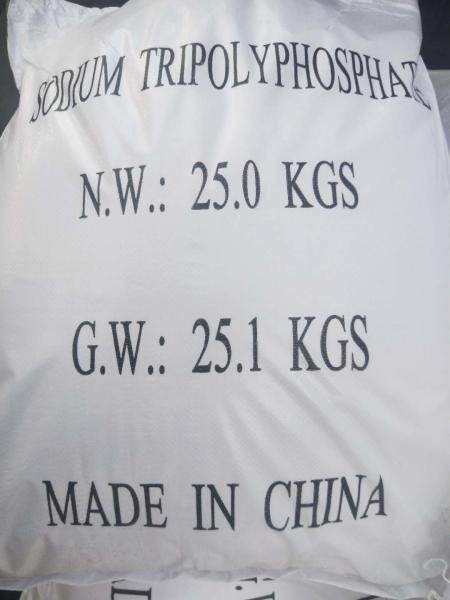 SODIUM TRIPOLYPHOSPHATE
N.W.: 25.0 KGS
G.W.: 25.1 KGS
MADE IN CHINA